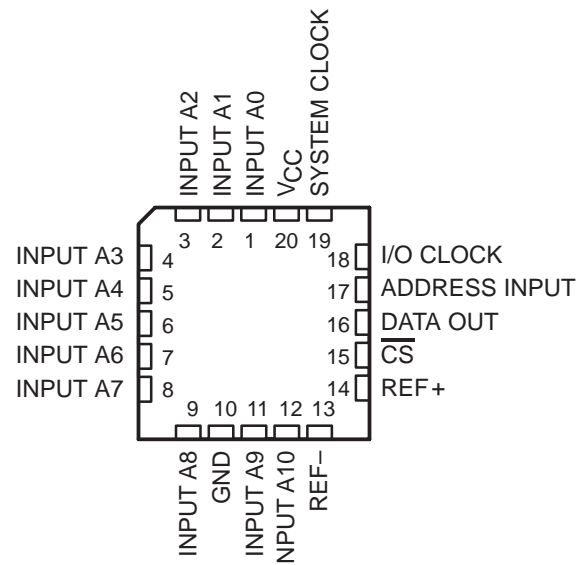 INPUT A2
INPUT A1
INPUT A0
VCC
SYSTEM CLOCK
3
2
1
20
19
INPUT A3
4
INPUT A4
5
INPUT A5
6
INPUT A6
7
INPUT A7
8
18
I/O CLOCK
17
ADDRESS INPUT
16
DATA OUT
15
CS
14
REF+
9
10
11
12
13
INPUT A8
GND
INPUT A9
NPUT A10
REF–